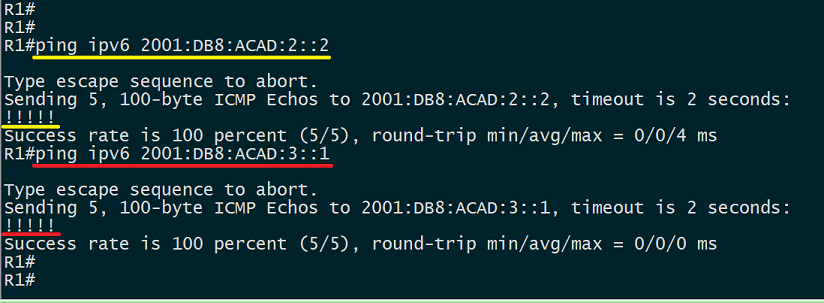 R1#
R1#
R1#ping ipv6 2001:DB8:ACAD:2::2
Type escape sequence to abort.
Sending 5, 100-byte ICMP Echos to 2001:DB8:ACAD:2::2, timeout is 2 seconds:
!!!!!
Success rate is 100 percent (5/5), round-trip min/avg/max = 0/0/4 ms
R1#ping ipv6 2001:DB8:ACAD:3::1
Type escape sequence to abort.
Sending 5, 100-byte ICMP Echos to 2001:DB8:ACAD:3::1, timeout is 2 seconds:
!!!!!
Success rate is 100 percent (5/5), round-trip min/avg/max = 0/0/0 ms
R1#
R1#